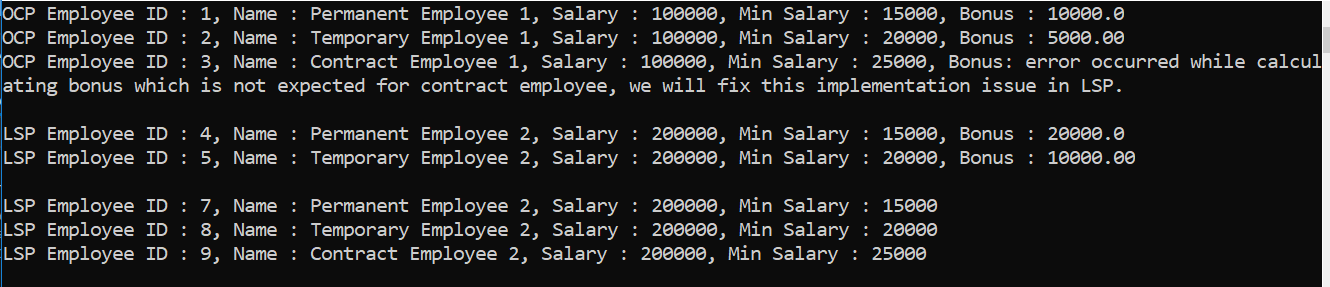 OCP Employee ID : 1, Name : Permanent Employee 1, Salary : 100000, Min Salary : 15000, Bonus : 10000.0
OCP Employee ID : 2, Name : Temporary Employee 1, Salary : 100000, Min Salary : 20000, Bonus : 5000.00
OCP Employee ID : 3, Name : Contract Employee 1, Salary : 100000, Min Salary : 25000, Bonus: error occurred while calcul
ating bonus which is not expected for contract employee, we will fix this implementation issue in LSP.
LSP Employee ID : 4, Name : Permanent Employee 2, Salary : 200000, Min Salary : 15000, Bonus : 20000.0
LSP Employee ID : 5, Name : Temporary Employee 2, Salary : 200000, Min Salary : 20000, Bonus : 10000.00
LSP Employee ID : 7, Name : Permanent Employee 2, Salary : 200000, Min Salary : 15000
LSP Employee ID : 8, Name : Temporary Employee 2, Salary : 200000, Min Salary : 20000
LSP Employee ID : 9, Name : Contract Employee 2, Salary : 200000, Min Salary : 25000